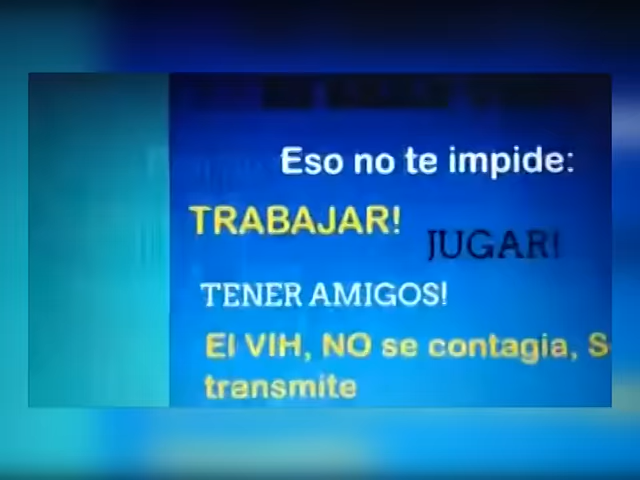 Eso no te impide:
TRABAJAR!
JUGAR!
TENER AMIGOS!
El VIH, NO se contagia, S
transmite